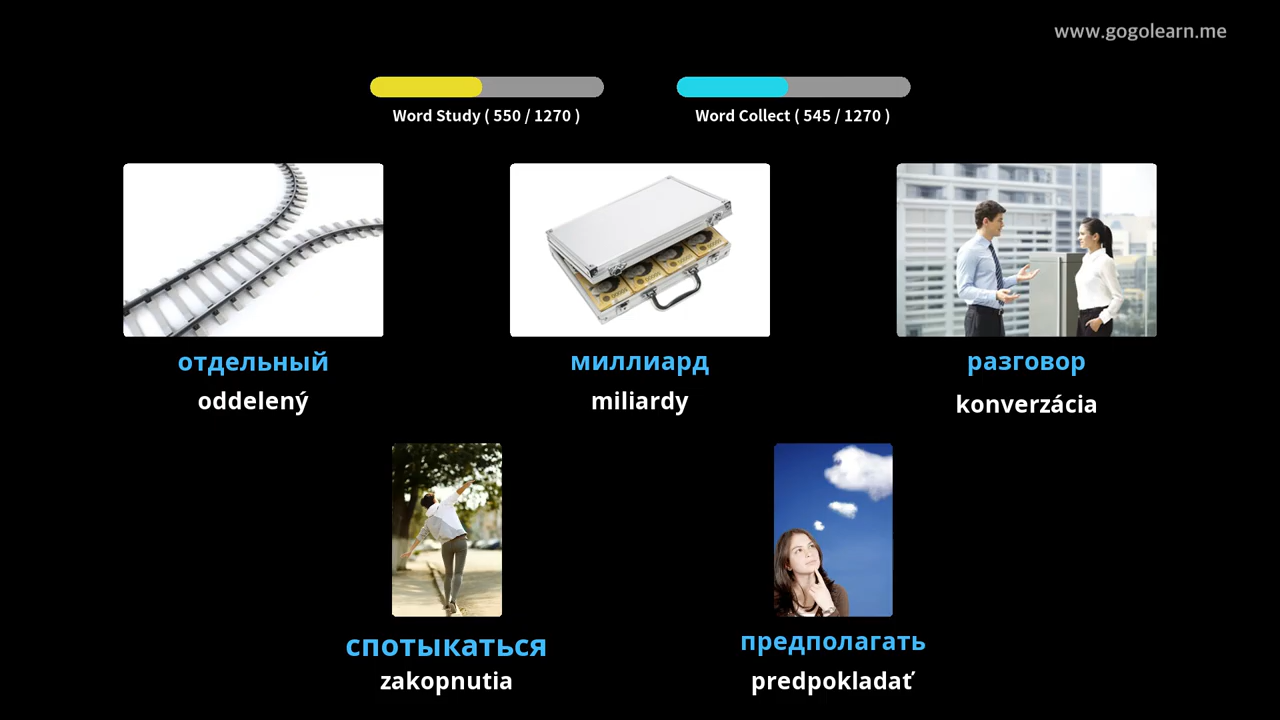 www.gogolearn.me
Word Study ( 550 / 1270 )
Word Collect ( 545 / 1270 )
отдельный
миллиард
разговор
oddelený
miliardy
konverzácia
спотыкаться
предполагать
zakopnutia
predpokladať